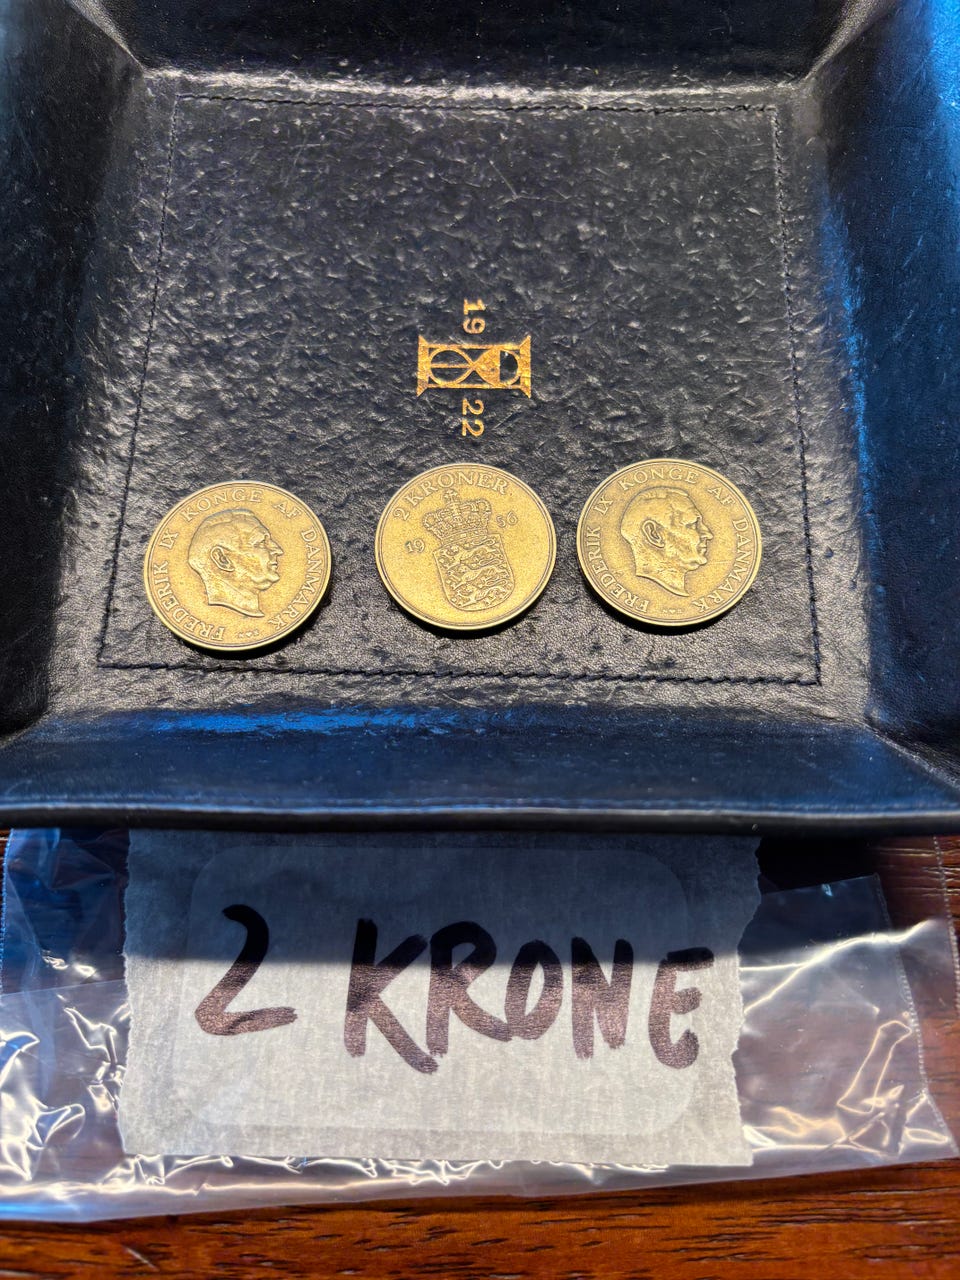 19
22
FREDERIK IX KONGE AF DANMARK
N♥S
2 KRONER
19 56
FREDERIK IX KONGE AF DANMARK
N♥S
2 KRONE